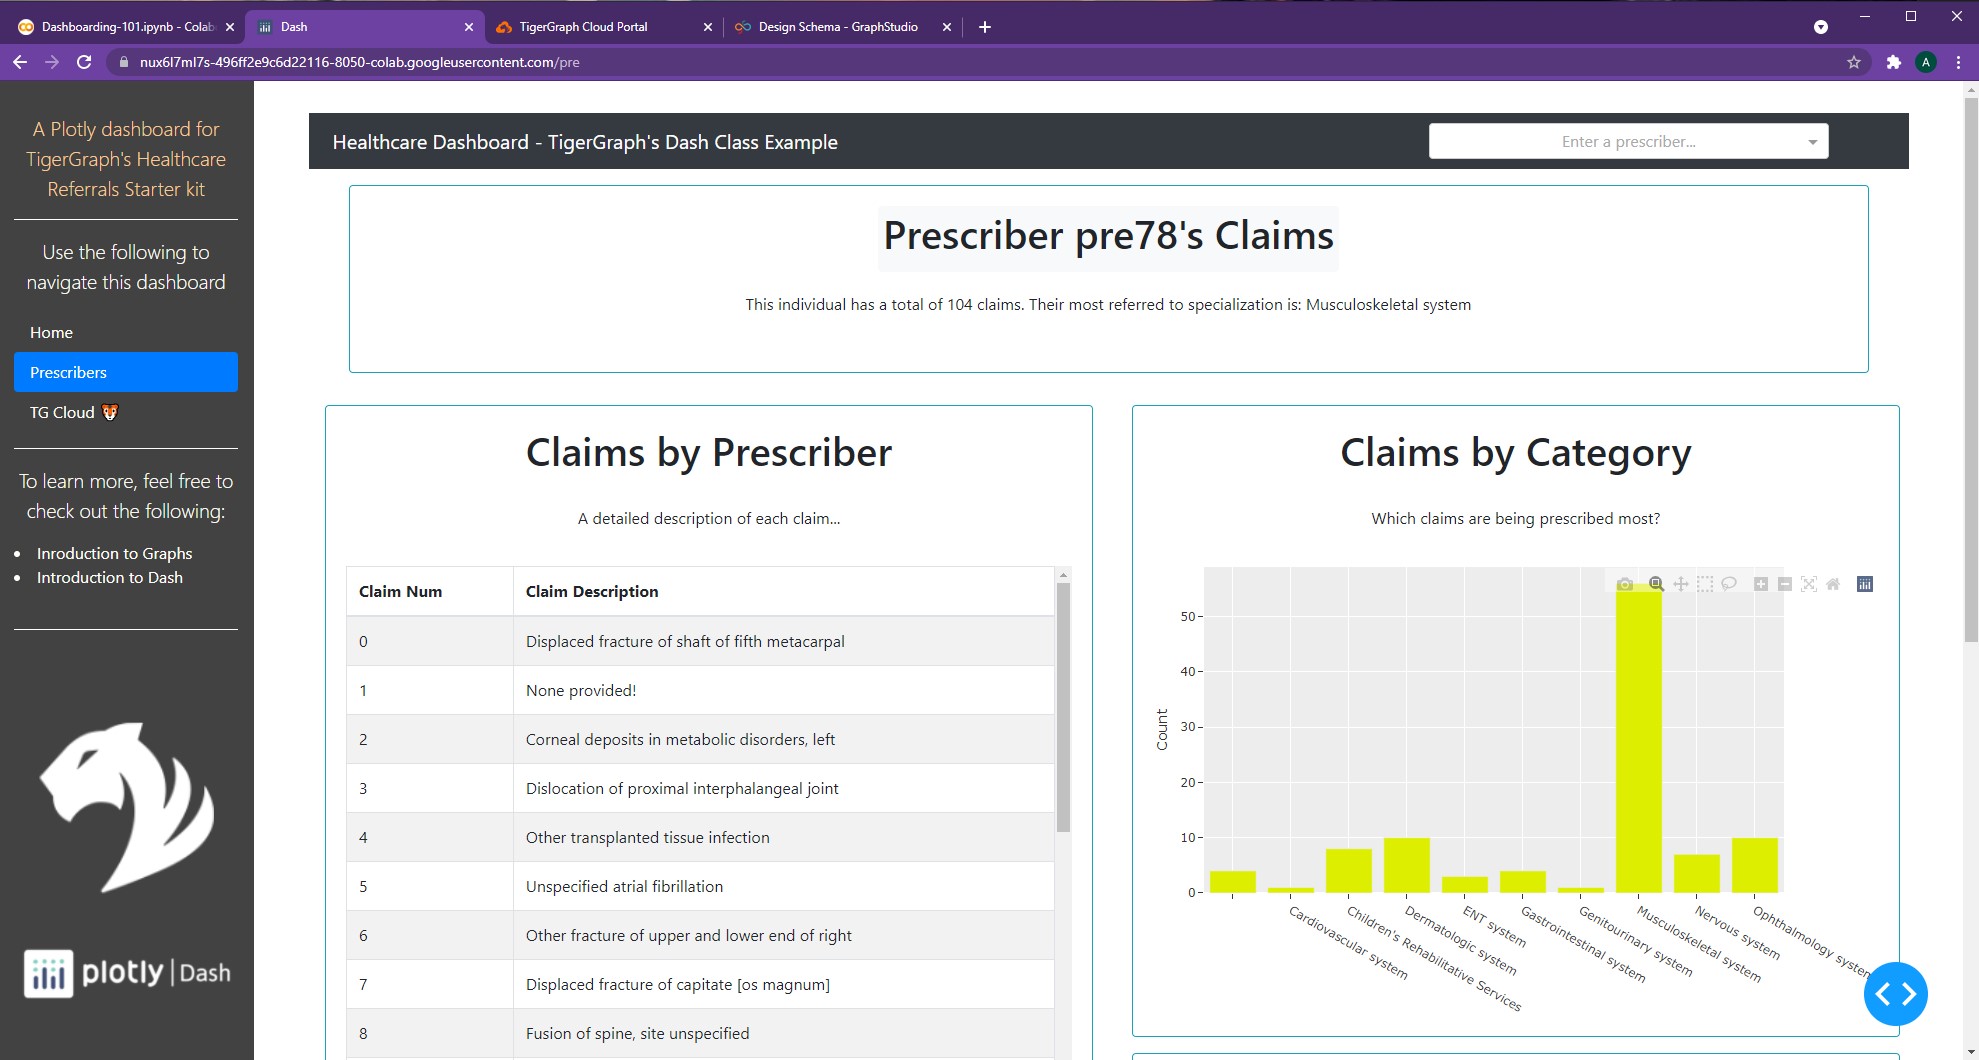 Dashboarding-101.ipynb - Colab
Dash
TigerGraph Cloud Portal
Design Schema - GraphStudio
nux6l7ml7s-496ff2e9c6d22116-8050-colab.googleusercontent.com/pre
A
A Plotly dashboard for
TigerGraph's Healthcare
Referrals Starter kit
Use the following to
navigate this dashboard
Home
Prescribers
TG Cloud
To learn more, feel free to
check out the following:
Inroduction to Graphs
Introduction to Dash
plotly | Dash
Healthcare Dashboard - TigerGraph's Dash Class Example
Enter a prescriber...
Prescriber pre78's Claims
This individual has a total of 104 claims. Their most referred to specialization is: Musculoskeletal system
Claims by Prescriber
A detailed description of each claim...
Claim Num Claim Description
0 Displaced fracture of shaft of fifth metacarpal
1 None provided!
2 Corneal deposits in metabolic disorders, left
3 Dislocation of proximal interphalangeal joint
4 Other transplanted tissue infection
5 Unspecified atrial fibrillation
6 Other fracture of upper and lower end of right
7 Displaced fracture of capitate [os magnum]
8 Fusion of spine, site unspecified
Claims by Category
Which claims are being prescribed most?
Count
50
40
30
20
10
0
Cardiovascular system
Children's Rehabilitative Services
Dermatologic system
ENT system
Gastrointestinal system
Genitourinary system
Musculoskeletal system
Nervous system
Ophthalmology system